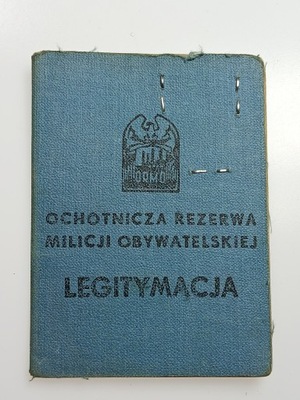 ORMO
OCHOTNICZA REZERWA
MILICJI OBYWATELSKIEJ
LEGITYMACJA